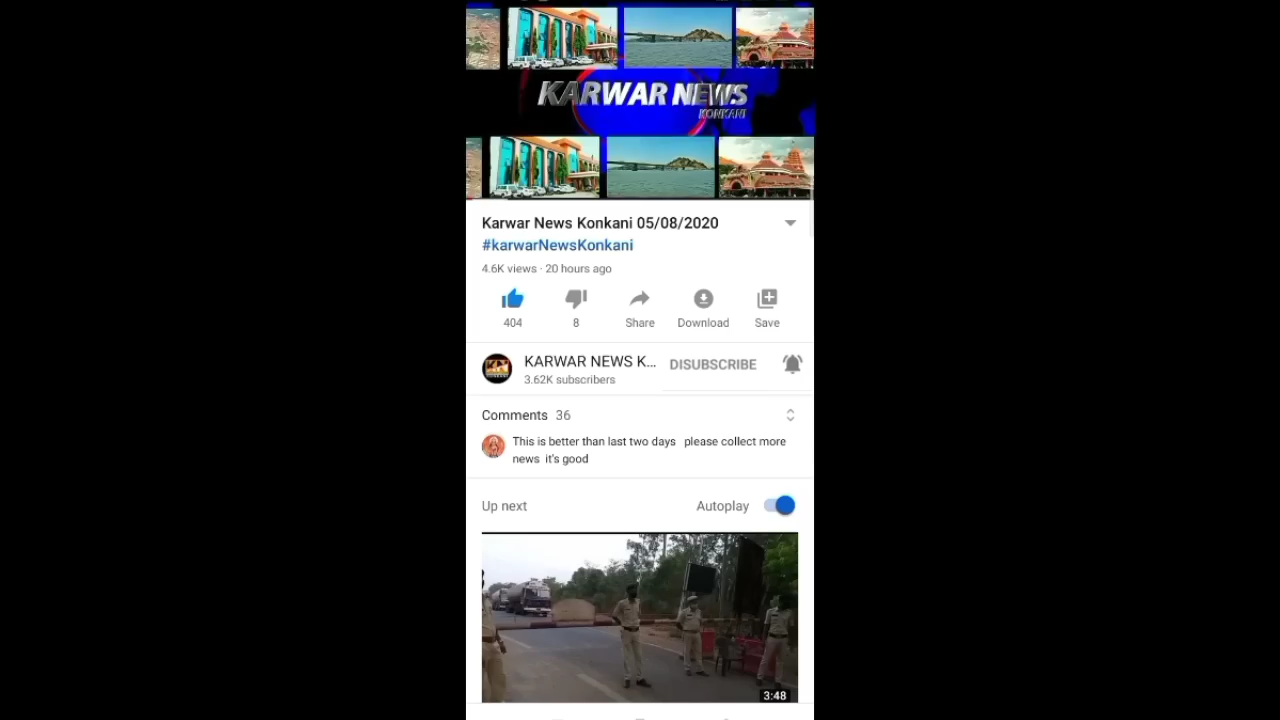 KARWAR NEWS
KONKANI
Karwar News Konkani 05/08/2020
#karwarNewsKonkani
4.6K views · 20 hours ago
404 8 Share Download Save
KARWAR NEWS K... DISUBSCRIBE
3.62K subscribers
Comments 36
This is better than last two days please collect more
news it's good
Up next Autoplay
3:48